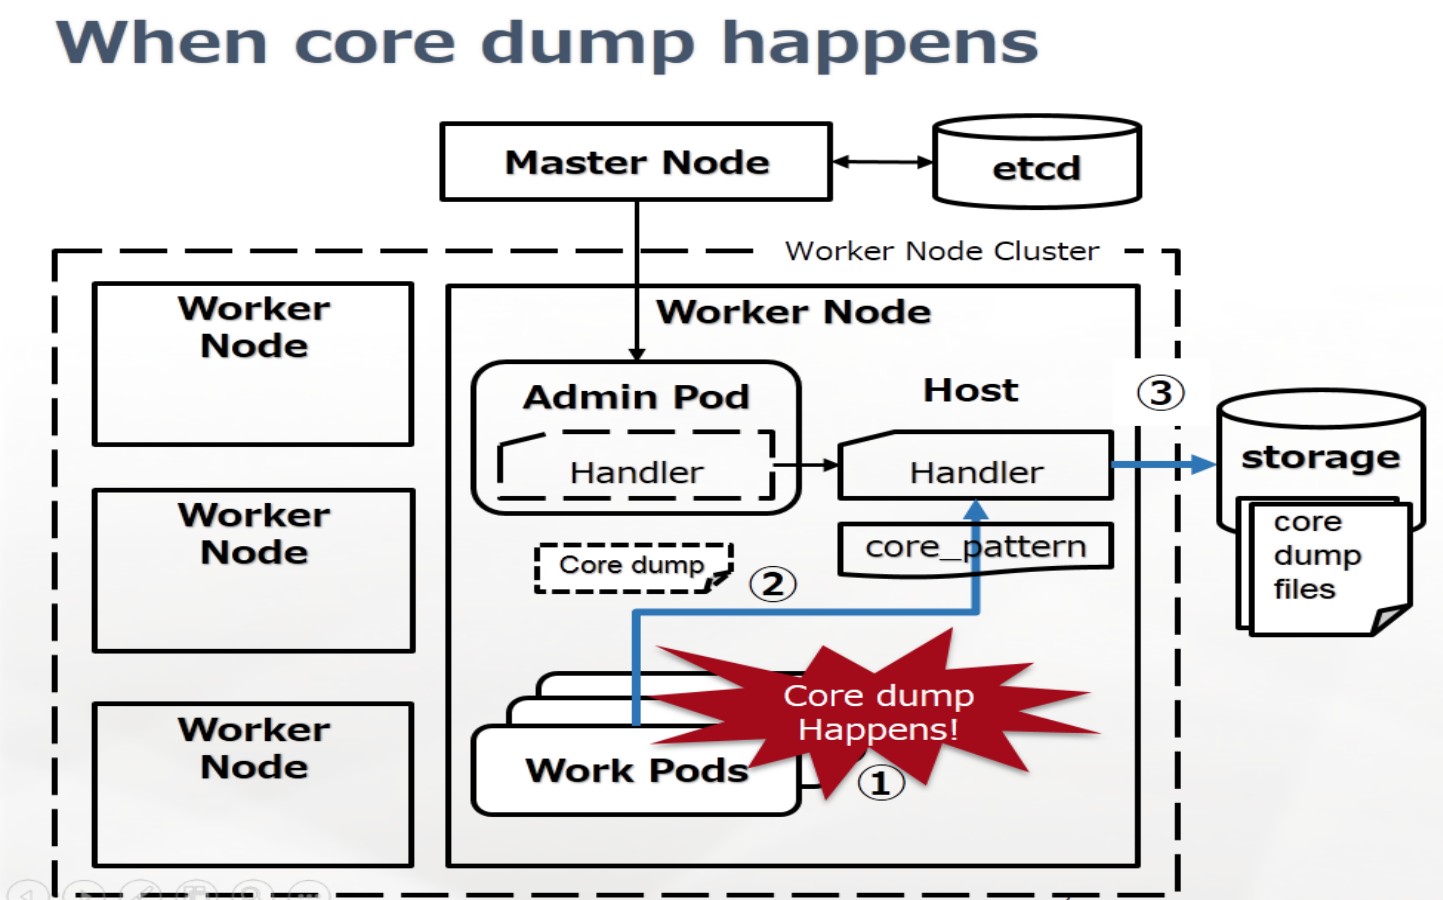 When core dump happens
Master Node
etcd
Worker Node Cluster
Worker
Node
Worker
Node
Worker
Node
Worker Node
Admin Pod
Handler
Host
Handler
core_pattern
Core dump
②
③
storage
core
dump
files
Core dump
Happens!
Work Pods
①